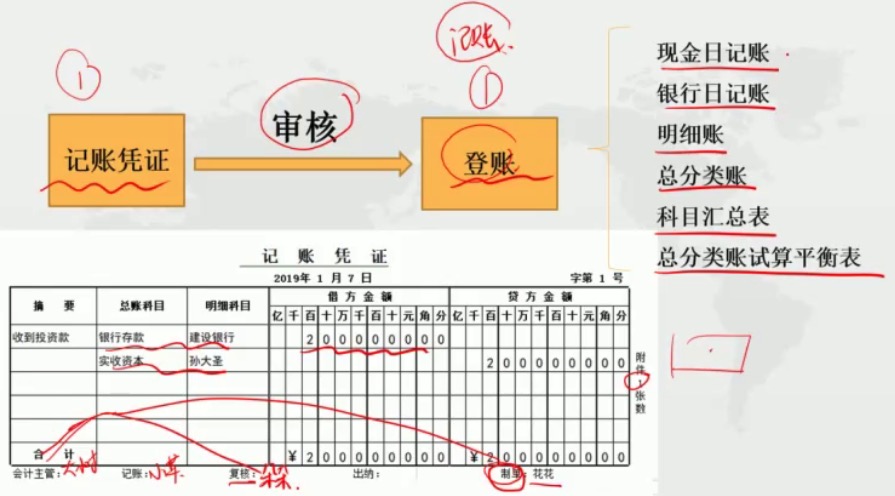 记账
①
①
审核
记账凭证
登账
现金日记账
银行日记账
明细账
总分类账
科目汇总表
总分类账试算平衡表
记 账 凭 证
2019年 1 月 7 日 字第 1 号
摘 要 总账科目 明细科目 借 方 金 额 贷 方 金 额
亿 千 百 十 万 千 百 十 元 角 分 亿 千 百 十 万 千 百 十 元 角 分
收到投资款 银行存款 建设银行 2 0 0 0 0 0 0 0 0
实收资本 孙大圣 2 0 0 0 0 0 0 0 0
附件1张数
合 计 ¥ 2 0 0 0 0 0 0 0 0 ¥ 2 0 0 0 0 0 0 0 0
会计主管: 大树 记账: 小草 复核: 朵朵 出纳: 制单: 花花